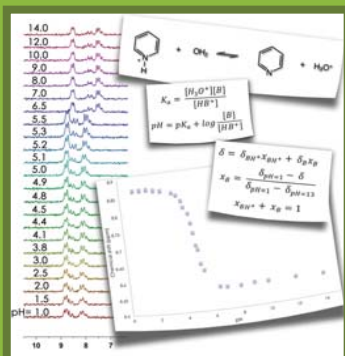 14.0
12.0
10.0
9.0
8.0
7.0
6.5
5.5
5.3
5.2
5.1
5.0
4.9
4.8
4.5
4.4
4.1
3.8
3.0
2.5
2.0
1.5
pH= 1.0
10 9 8 7
N
H
+ OH₂ ⇌ N + H₃O⁺
Kₐ = [H₃O⁺][B] / [HB⁺]
pH = pKₐ + log [B] / [HB⁺]
δ = δ_BH⁺ x_BH⁺ + δ_B x_B
x_B = δ_pH=1 − δ / δ_pH=1 − δ_pH=13
x_BH⁺ + x_B = 1